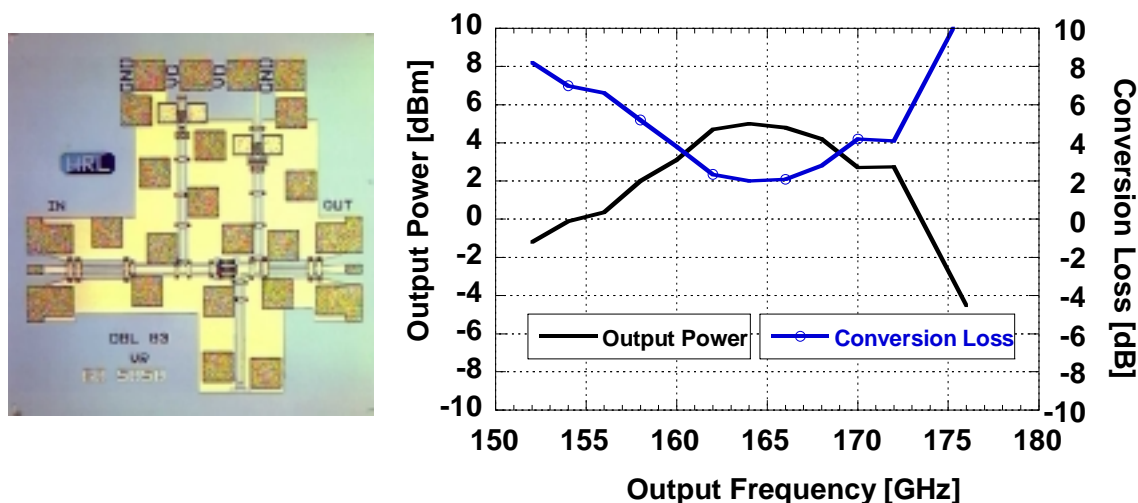 GND
VG
VD
GND
HRL
IN
OUT
DBL 83
10
8
6
4
2
0
-2
-4
-6
-8
-10
Output Power [dBm]
Output Power
Conversion Loss
10
8
6
4
2
0
-2
-4
-6
-8
-10
Conversion Loss [dB]
150 155 160 165 170 175 180
Output Frequency [GHz]